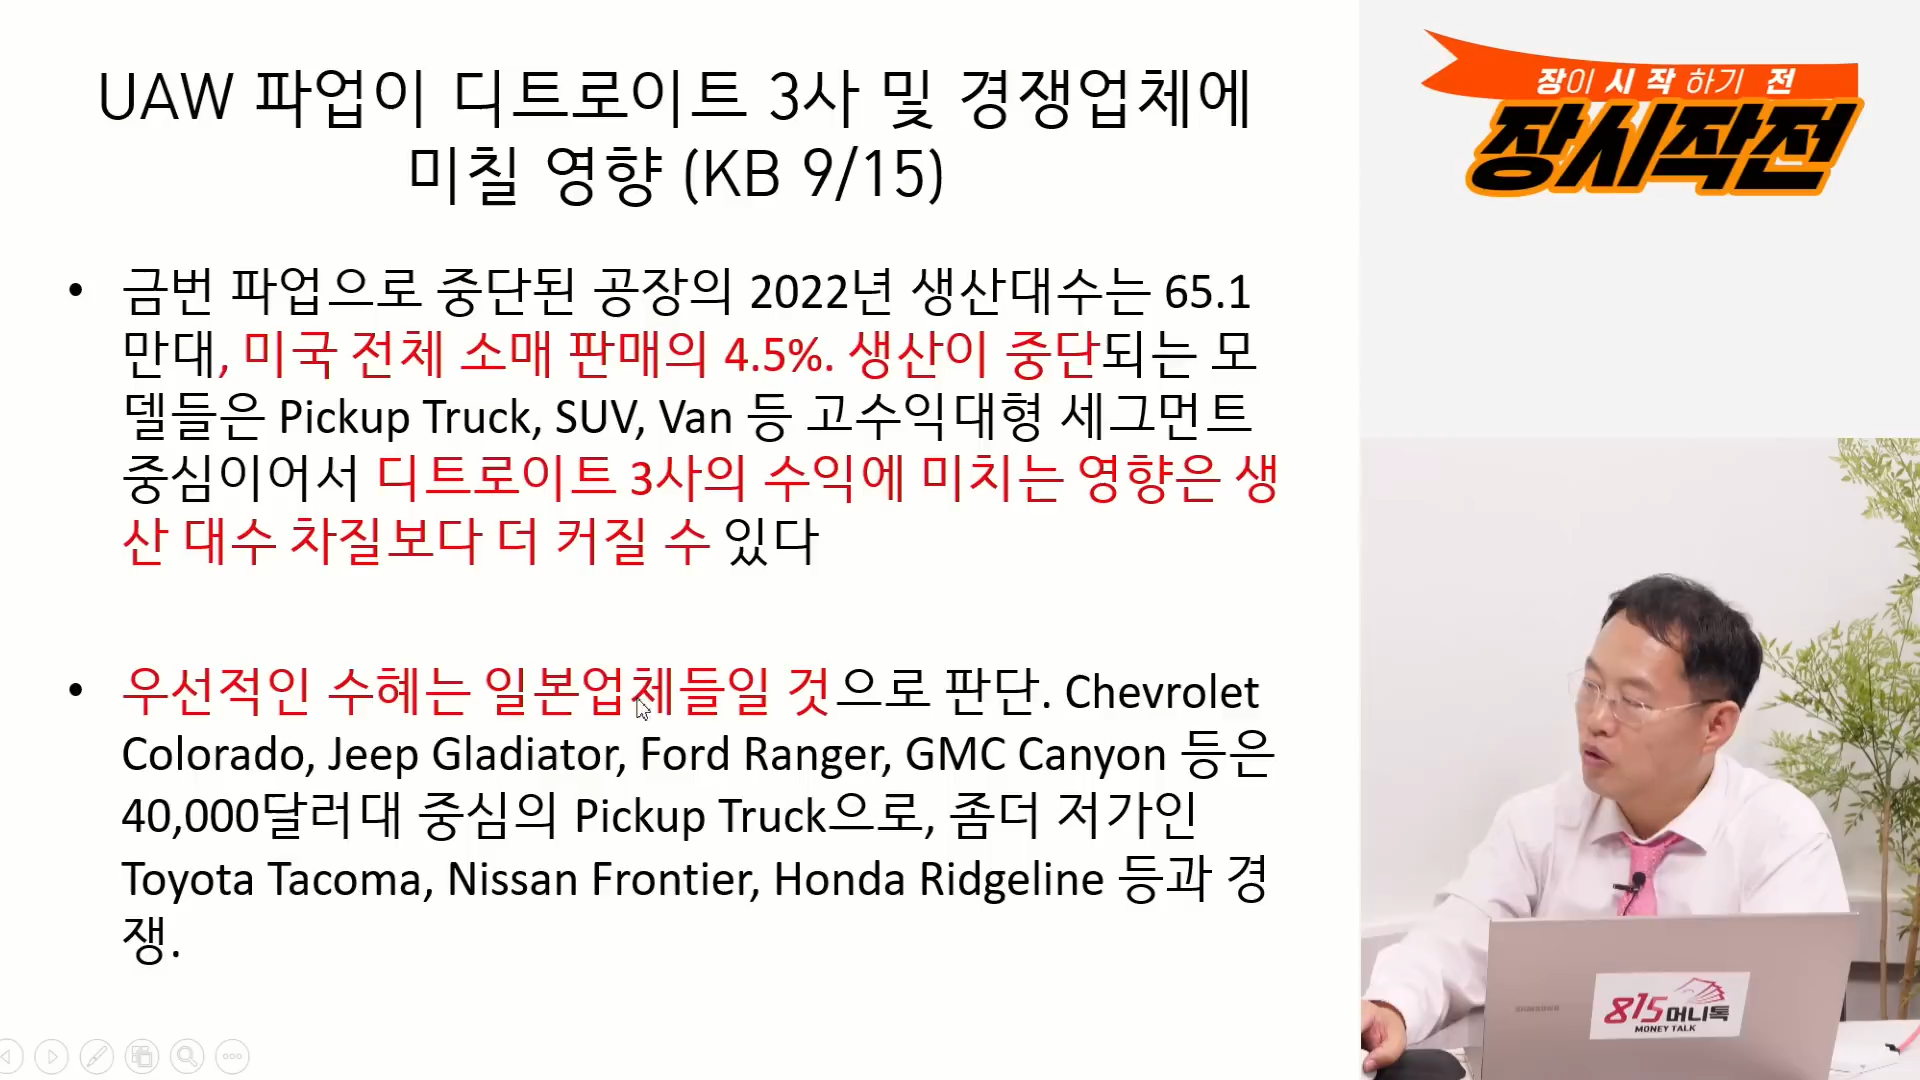 UAW 파업이 디트로이트 3사 및 경쟁업체에
미칠 영향 (KB 9/15)
• 금번 파업으로 중단된 공장의 2022년 생산대수는 65.1
만대, 미국 전체 소매 판매의 4.5%. 생산이 중단되는 모
델들은 Pickup Truck, SUV, Van 등 고수익대형 세그먼트
중심이어서 디트로이트 3사의 수익에 미치는 영향은 생
산 대수 차질보다 더 커질 수 있다
• 우선적인 수혜는 일본업체들일 것으로 판단. Chevrolet
Colorado, Jeep Gladiator, Ford Ranger, GMC Canyon 등은
40,000달러대 중심의 Pickup Truck으로, 좀더 저가인
Toyota Tacoma, Nissan Frontier, Honda Ridgeline 등과 경
쟁.
장이 시작하기 전
장시작전
SAMSUNG
815머니톡
MONEY TALK